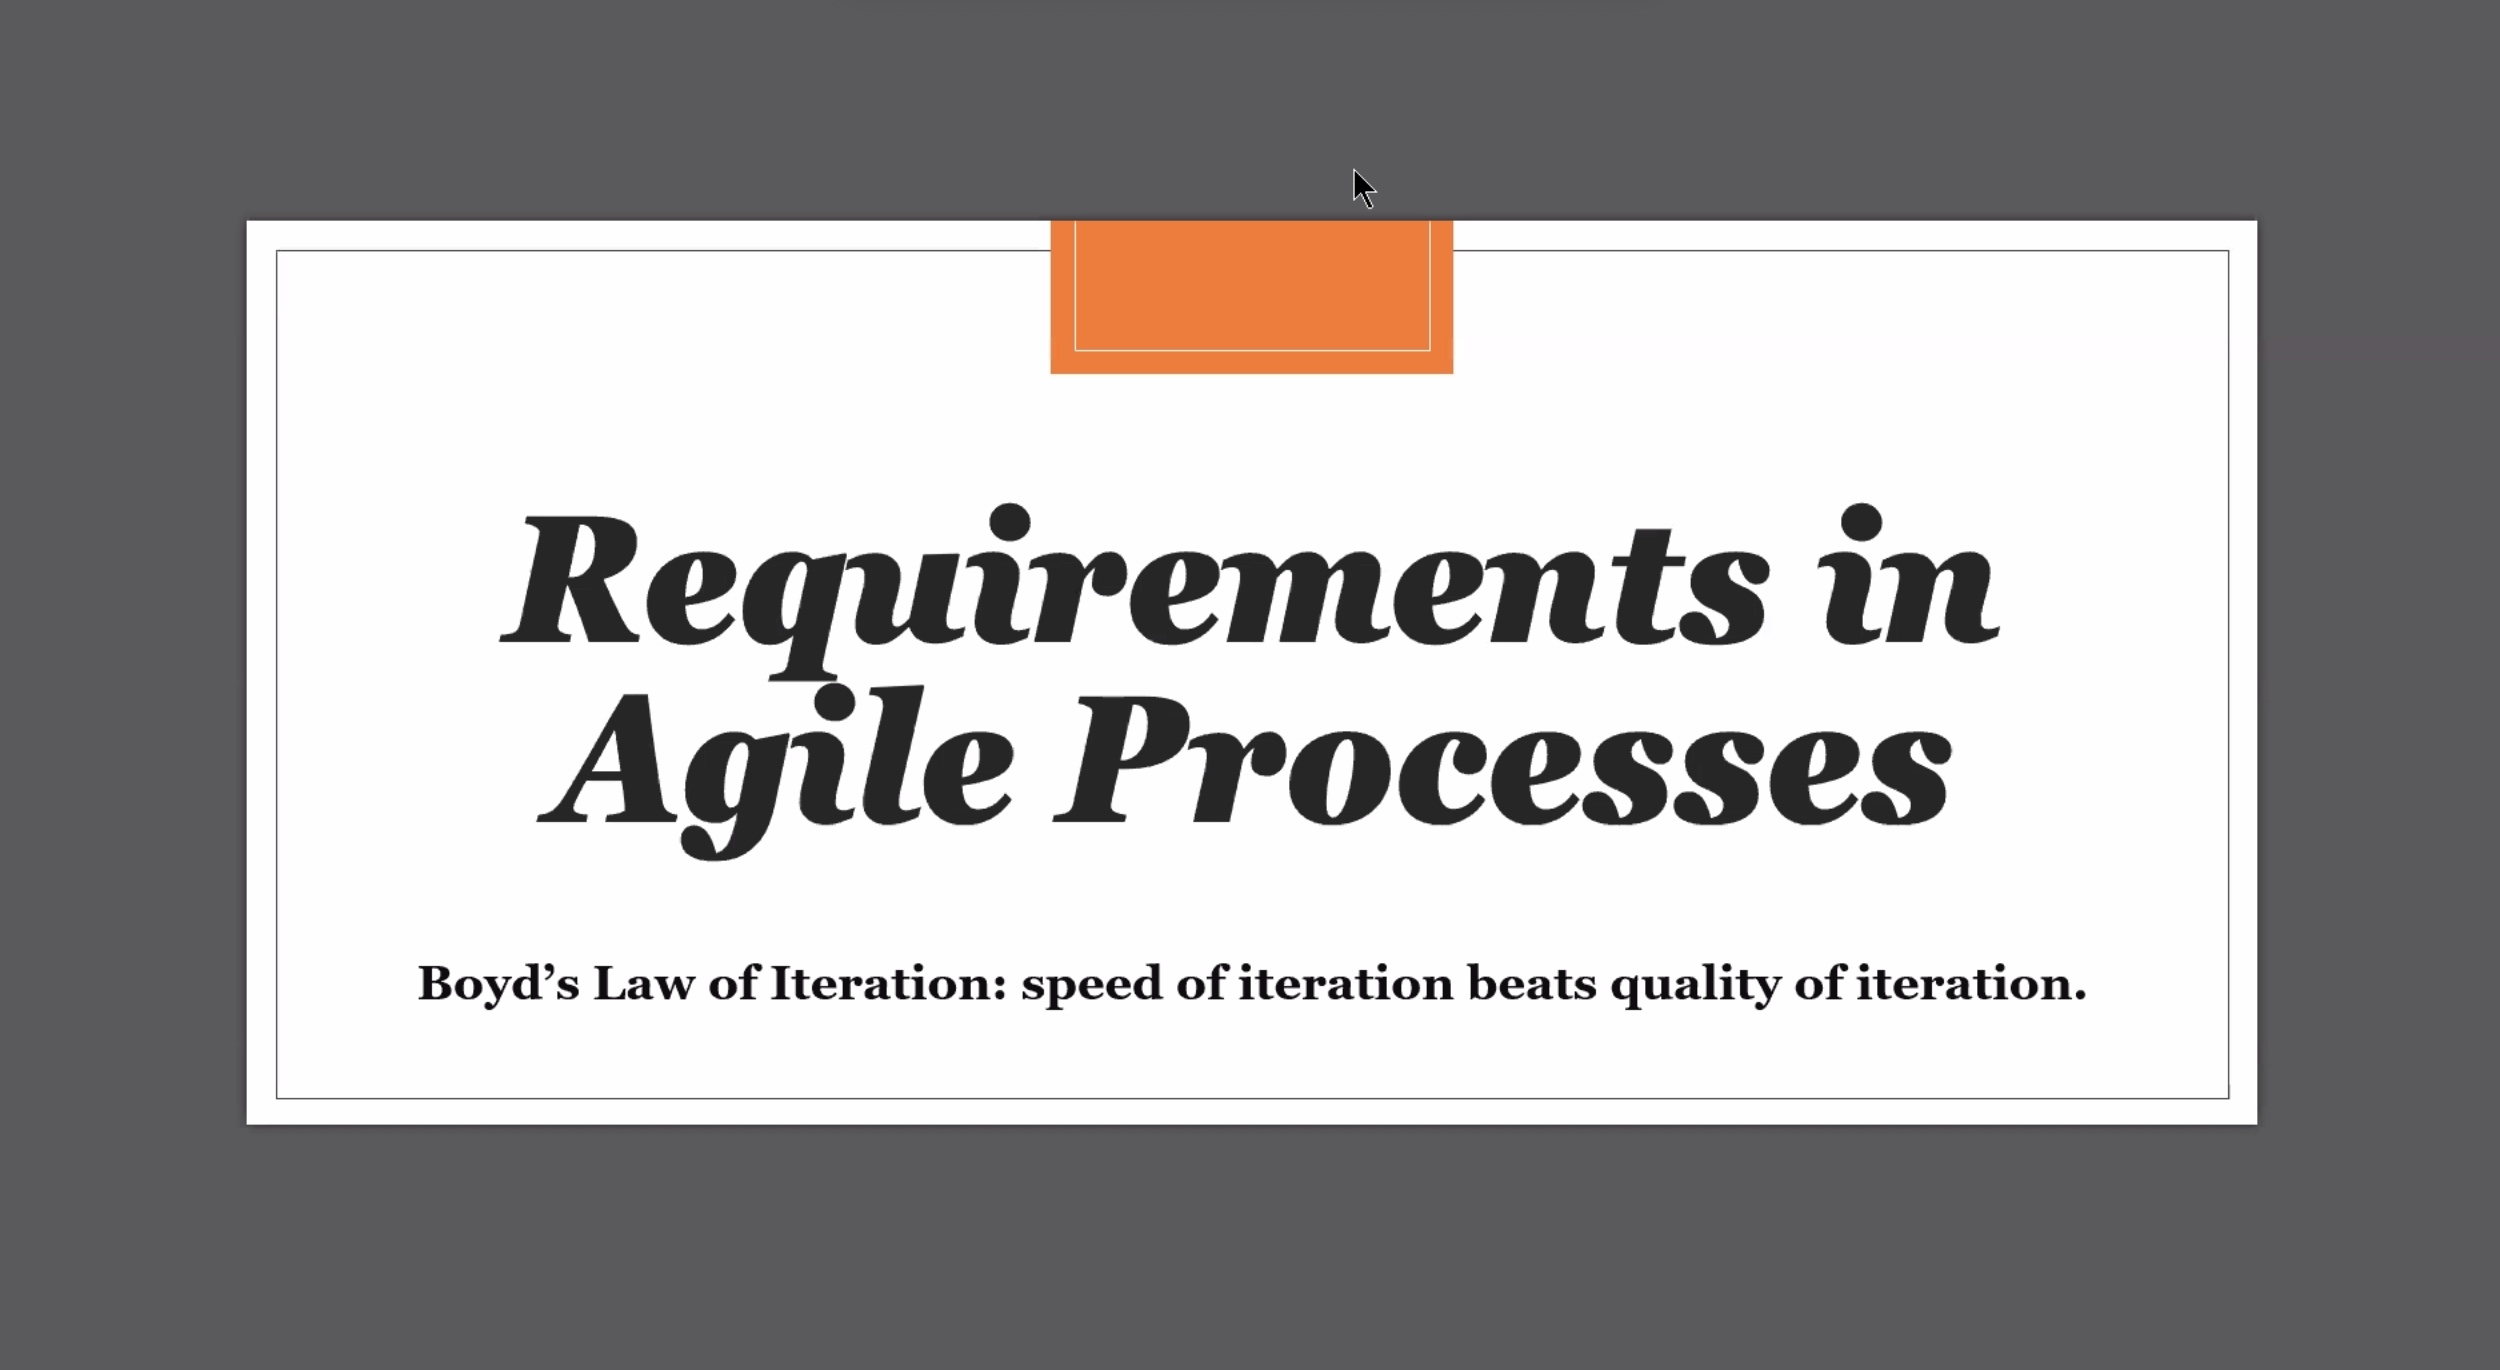 Requirements in
Agile Processes
Boyd’s Law of Iteration: speed of iteration beats quality of iteration.